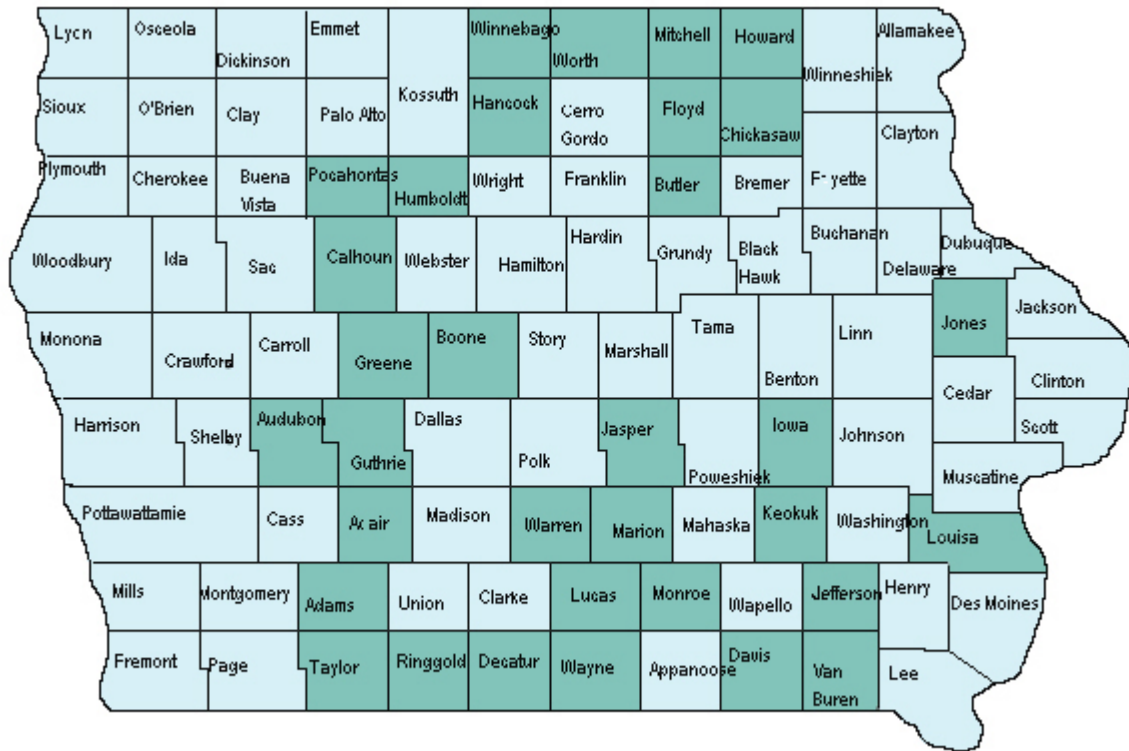 Lycn
Osceola
Dickinson
Emmet
Kossuth
Winnebago
Worth
Mitchell
Howard
Winneshiek
Allamakee
Sioux
O'Brien
Clay
Palo Alto
Hancock
Cerro
Gordo
Floyd
Chickasaw
Clayton
Plymouth
Cherokee
Buena
Vista
Pocahontas
Humboldt
Wright
Franklin
Butler
Bremer
Fayette
Woodbury
Ida
Sac
Calhoun
Webster
Hamilton
Hardin
Grundy
Black
Hawk
Buchanan
Delaware
Dubuque
Monona
Crawford
Carroll
Greene
Boone
Story
Marshall
Tama
Benton
Linn
Jones
Jackson
Harrison
Shelby
Audubon
Guthrie
Dallas
Polk
Jasper
Poweshiek
Iowa
Johnson
Cedar
Clinton
Scott
Muscatine
Pottawattamie
Cass
Acair
Madison
Warren
Marion
Mahaska
Keokuk
Washington
Louisa
Mills
Montgomery
Adams
Union
Clarke
Lucas
Monroe
Wapello
Jefferson
Henry
Des Moines
Fremont
Page
Taylor
Ringgold
Decatur
Wayne
Appanoose
Davis
Van
Buren
Lee